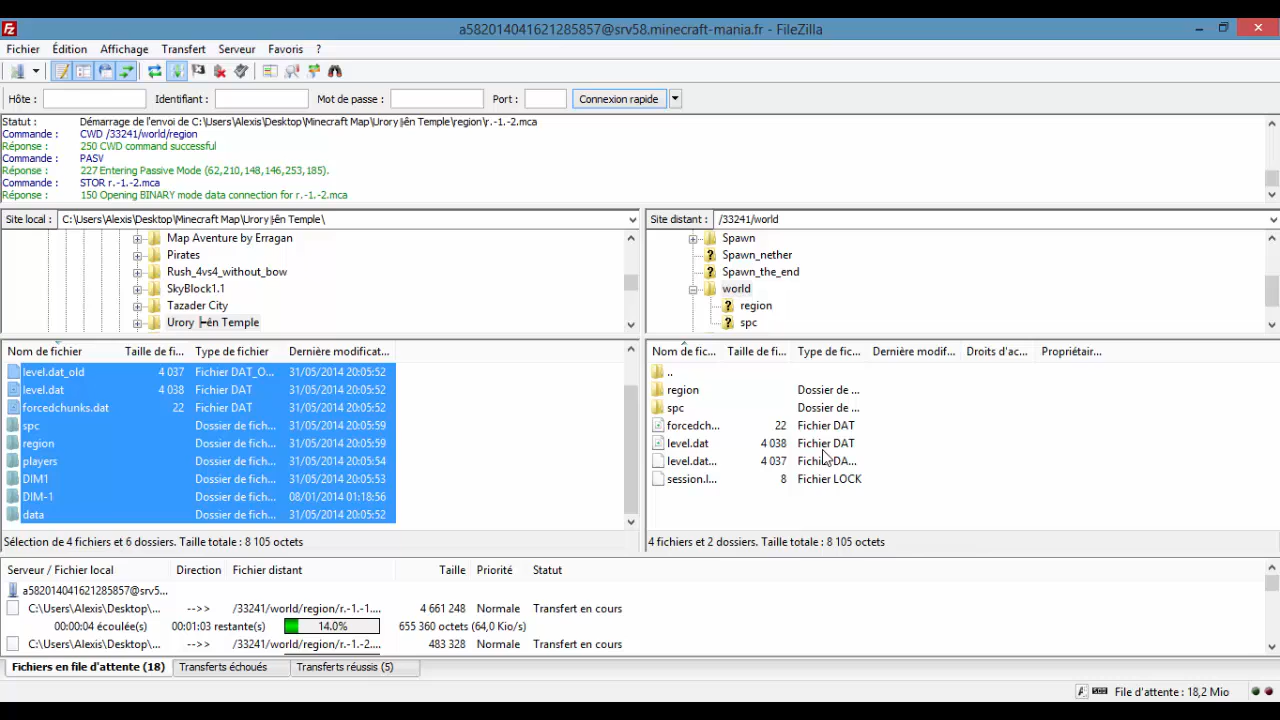 a582014041621285857@srv58.minecraft-mania.fr - FileZilla
Fichier Édition Affichage Transfert Serveur Favoris ?
Hôte : Identifiant : Mot de passe : Port : Connexion rapide
Statut : Démarrage de l'envoi de C:\Users\Alexis\Desktop\Minecraft Map\Urory ├ên Temple\region\r.-1.-2.mca
Commande : CWD /33241/world/region
Réponse : 250 CWD command successful
Commande : PASV
Réponse : 227 Entering Passive Mode (62,210,148,146,253,185).
Commande : STOR r.-1.-2.mca
Réponse : 150 Opening BINARY mode data connection for r.-1.-2.mca
Site local : C:\Users\Alexis\Desktop\Minecraft Map\Urory ├ên Temple\
Map Aventure by Erragan
Pirates
Rush_4vs4_without_bow
SkyBlock1.1
Tazader City
Urory ├ên Temple
Site distant : /33241/world
Spawn
Spawn_nether
Spawn_the_end
world
region
spc
Nom de fichier Taille de fi... Type de fichier Dernière modificat...
level.dat_old 4 037 Fichier DAT_O... 31/05/2014 20:05:52
level.dat 4 038 Fichier DAT 31/05/2014 20:05:52
forcedchunks.dat 22 Fichier DAT 31/05/2014 20:05:52
spc Dossier de fich... 31/05/2014 20:05:59
region Dossier de fich... 31/05/2014 20:05:59
players Dossier de fich... 31/05/2014 20:05:54
DIM1 Dossier de fich... 31/05/2014 20:05:53
DIM-1 Dossier de fich... 08/01/2014 01:18:56
data Dossier de fich... 31/05/2014 20:05:52
Sélection de 4 fichiers et 6 dossiers. Taille totale : 8 105 octets
Nom de fic... Taille de fi... Type de fic... Dernière modif... Droits d'ac... Propriétair...
..
region Dossier de ...
spc Dossier de ...
forcedch... 22 Fichier DAT
level.dat 4 038 Fichier DAT
level.dat... 4 037 Fichier DA...
session.l... 8 Fichier LOCK
4 fichiers et 2 dossiers. Taille totale : 8 105 octets
Serveur / Fichier local Direction Fichier distant Taille Priorité Statut
a582014041621285857@srv5...
C:\Users\Alexis\Desktop\... -->> /33241/world/region/r.-1.-1.... 4 661 248 Normale Transfert en cours
00:00:04 écoulée(s) 00:01:03 restante(s) 14.0% 655 360 octets (64,0 Kio/s)
C:\Users\Alexis\Desktop\... -->> /33241/world/region/r.-1.-2.... 483 328 Normale Transfert en cours
Fichiers en file d'attente (18) Transferts échoués Transferts réussis (5)
File d'attente : 18,2 Mio